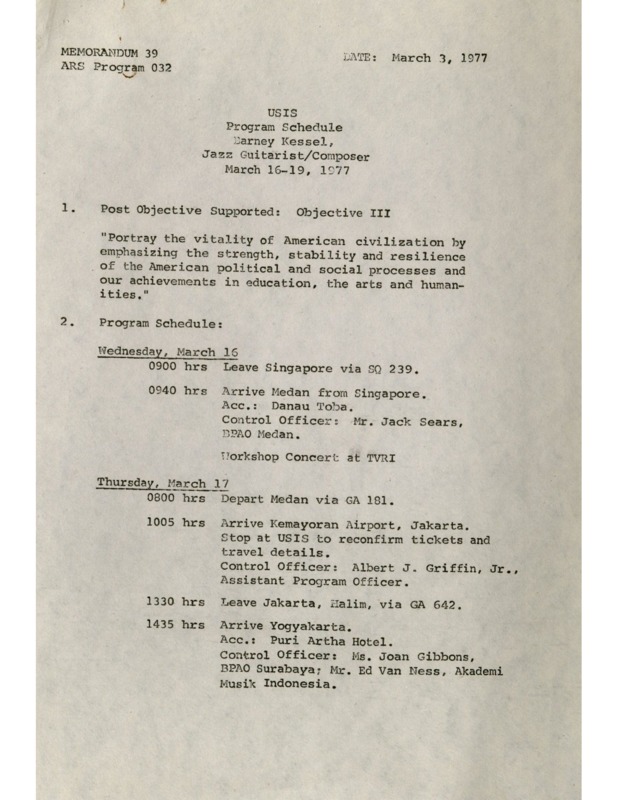 MEMORANDUM 39
ARS Program 032
DATE: March 3, 1977
USIS
Program Schedule
Barney Kessel,
Jazz Guitarist/Composer
March 16-19, 1977
1. Post Objective Supported: Objective III
"Portray the vitality of American civilization by
emphasizing the strength, stability and resilience
of the American political and social processes and
our achievements in education, the arts and human-
ities."
2. Program Schedule:
Wednesday, March 16
0900 hrs Leave Singapore via SQ 239.
0940 hrs Arrive Medan from Singapore.
Acc.: Danau Toba.
Control Officer: Mr. Jack Sears,
BPAO Medan.
Workshop Concert at TVRI
Thursday, March 17
0800 hrs Depart Medan via GA 181.
1005 hrs Arrive Kemayoran Airport, Jakarta.
Stop at USIS to reconfirm tickets and
travel details.
Control Officer: Albert J. Griffin, Jr.,
Assistant Program Officer.
1330 hrs Leave Jakarta, Halim, via GA 642.
1435 hrs Arrive Yogyakarta.
Acc.: Puri Artha Hotel.
Control Officer: Ms. Joan Gibbons,
BPAO Surabaya; Mr. Ed Van Ness, Akademi
Musik Indonesia.